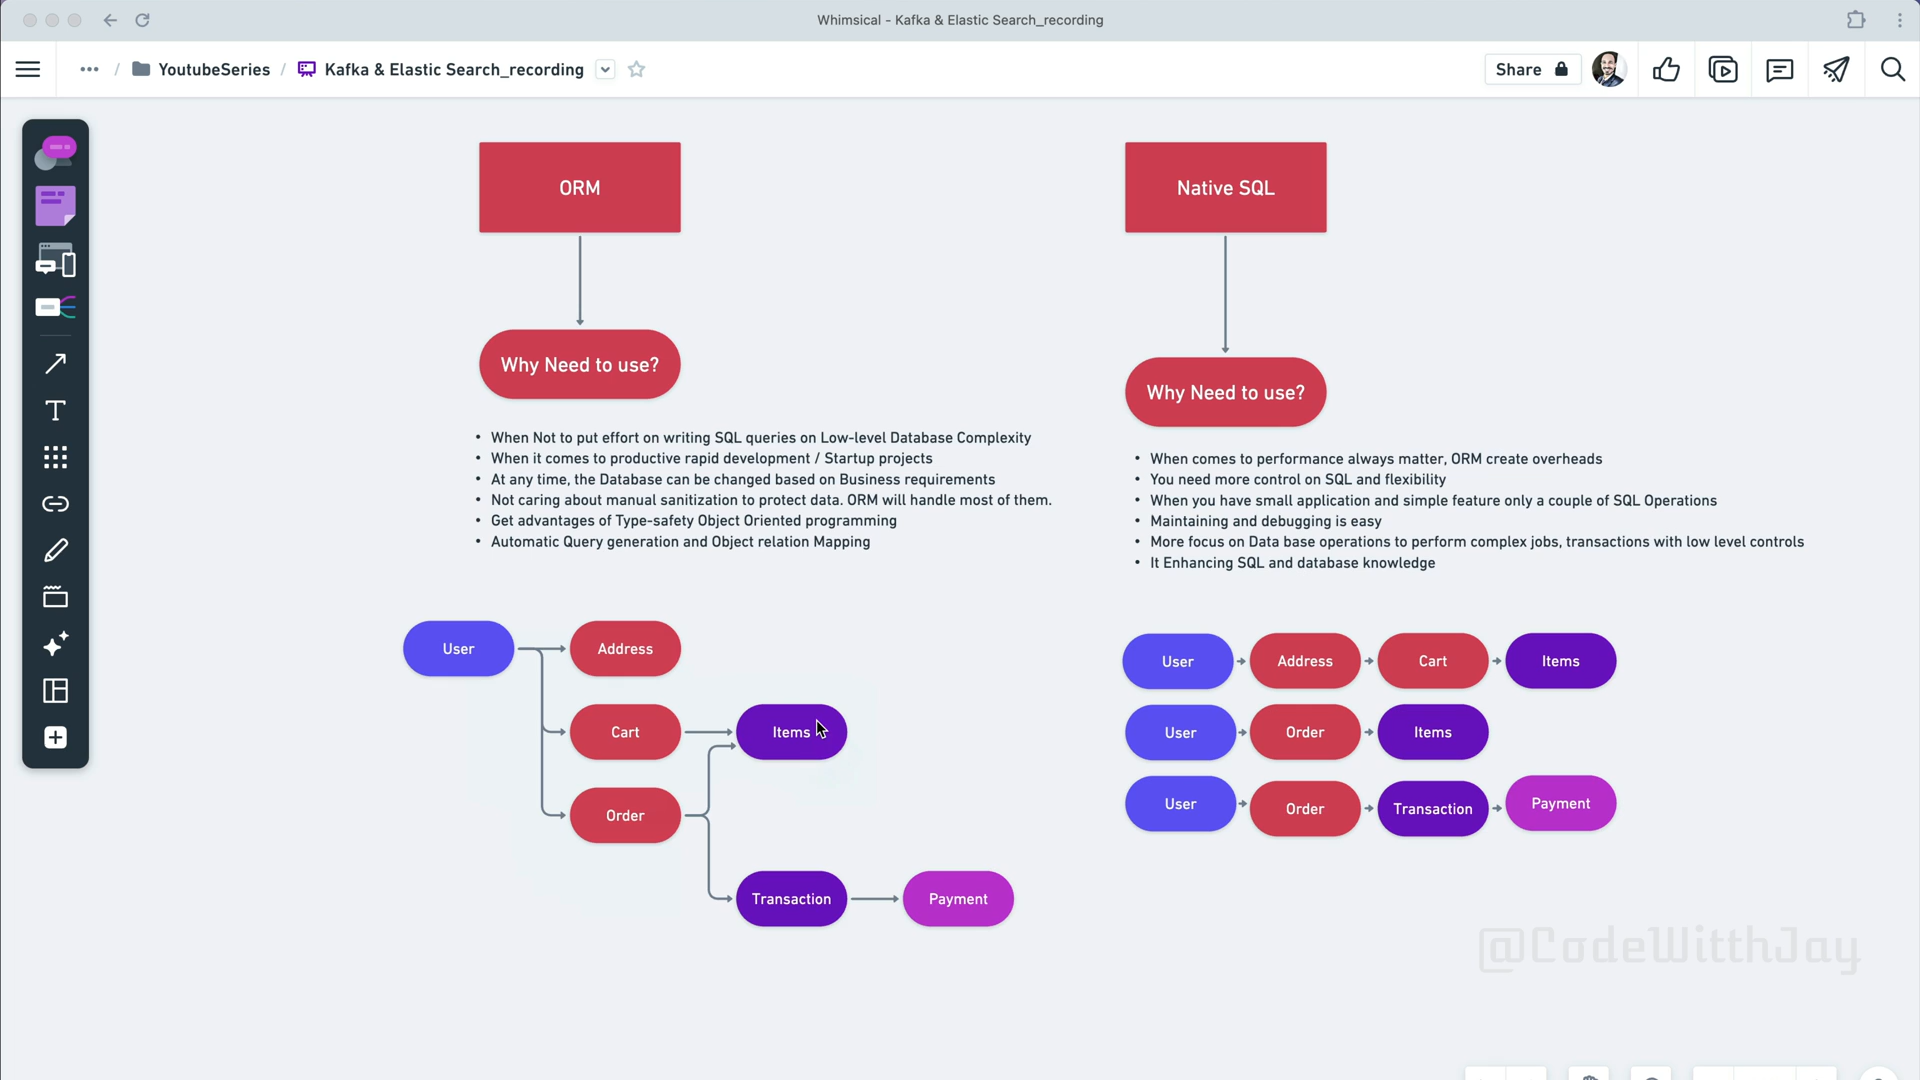 Whimsical - Kafka & Elastic Search_recording
••• / YoutubeSeries / Kafka & Elastic Search_recording
Share
ORM
Why Need to use?
• When Not to put effort on writing SQL queries on Low-level Database Complexity
• When it comes to productive rapid development / Startup projects
• At any time, the Database can be changed based on Business requirements
• Not caring about manual sanitization to protect data. ORM will handle most of them.
• Get advantages of Type-safety Object Oriented programming
• Automatic Query generation and Object relation Mapping
User
Address
Cart
Items
Order
Transaction
Payment
Native SQL
Why Need to use?
• When comes to performance always matter, ORM create overheads
• You need more control on SQL and flexibility
• When you have small application and simple feature only a couple of SQL Operations
• Maintaining and debugging is easy
• More focus on Data base operations to perform complex jobs, transactions with low level controls
• It Enhancing SQL and database knowledge
User Address Cart Items
User Order Items
User Order Transaction Payment
@CodeWitthJay